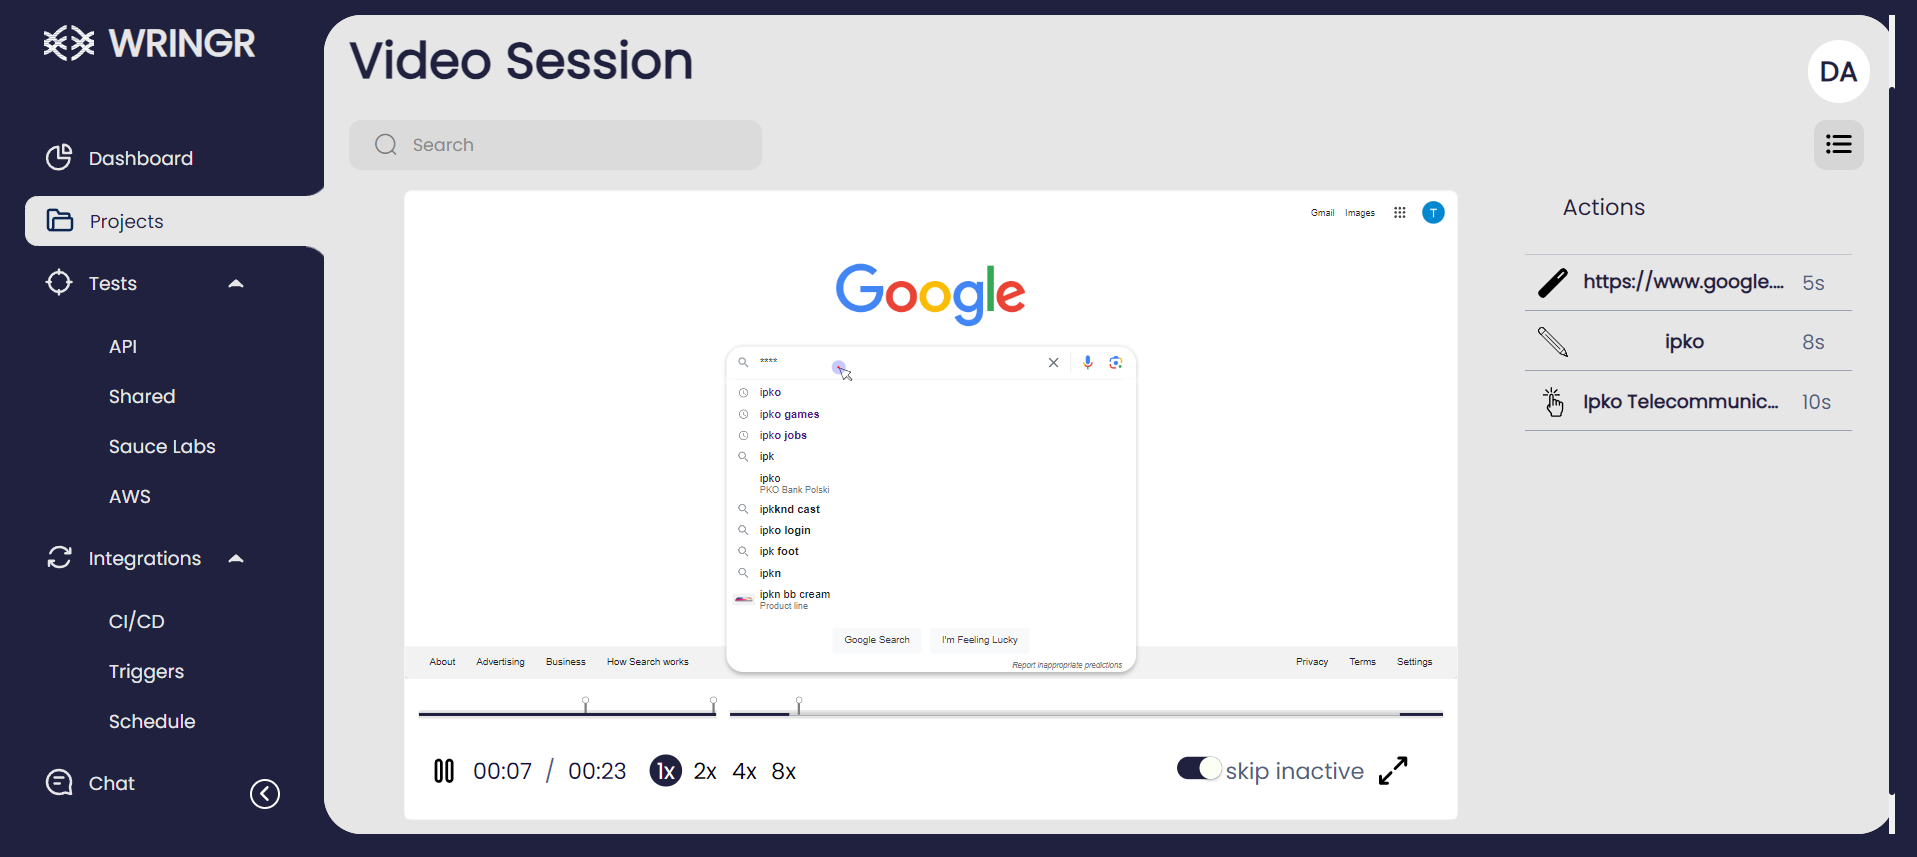 WRINGR
Dashboard
Projects
Tests
API
Shared
Sauce Labs
AWS
Integrations
CI/CD
Triggers
Schedule
Chat
Video Session
DA
Search
Gmail Images T
Google
****
ipko
ipko games
ipko jobs
ipk
ipko
PKO Bank Polski
ipkknd cast
ipko login
ipk foot
ipkn
ipkn bb cream
Product line
Google Search I'm Feeling Lucky
Report inappropriate predictions
About Advertising Business How Search works
Privacy Terms Settings
00:07 / 00:23 1x 2x 4x 8x
skip inactive
Actions
https://www.google.... 5s
ipko 8s
Ipko Telecommunic... 10s